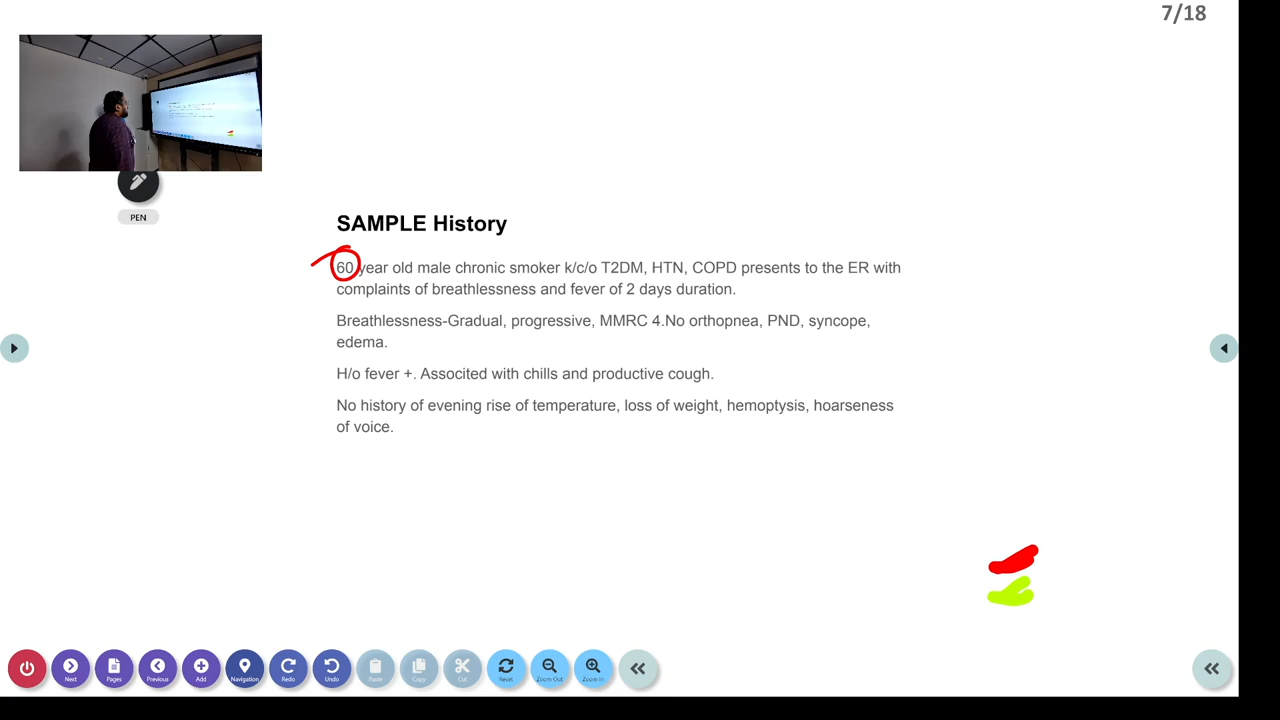 7/18
PEN
SAMPLE History
60 year old male chronic smoker k/c/o T2DM, HTN, COPD presents to the ER with
complaints of breathlessness and fever of 2 days duration.
Breathlessness-Gradual, progressive, MMRC 4.No orthopnea, PND, syncope,
edema.
H/o fever +. Associted with chills and productive cough.
No history of evening rise of temperature, loss of weight, hemoptysis, hoarseness
of voice.
Next Pages Previous Add Navigation Redo Undo Paste Copy Cut Reset Zoom Out Zoom In